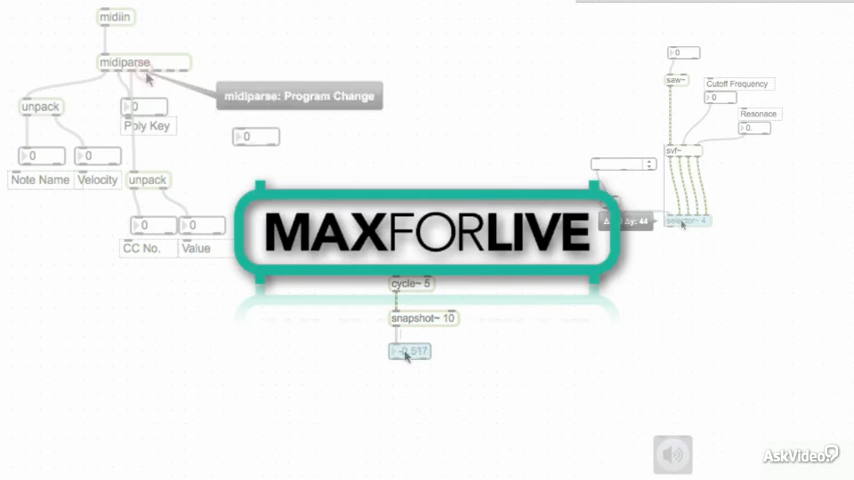 midiin
midiparse
midiparse: Program Change
unpack
0
Poly Key
0
0
0
Note Name
Velocity
unpack
0
0
CC No.
Value
0
saw~
Cutoff Frequency
0
Resonace
0.
svf~
y: 44
selector~ 4
MAXFORLIVE
cycle~ 5
snapshot~ 10
AskVideo